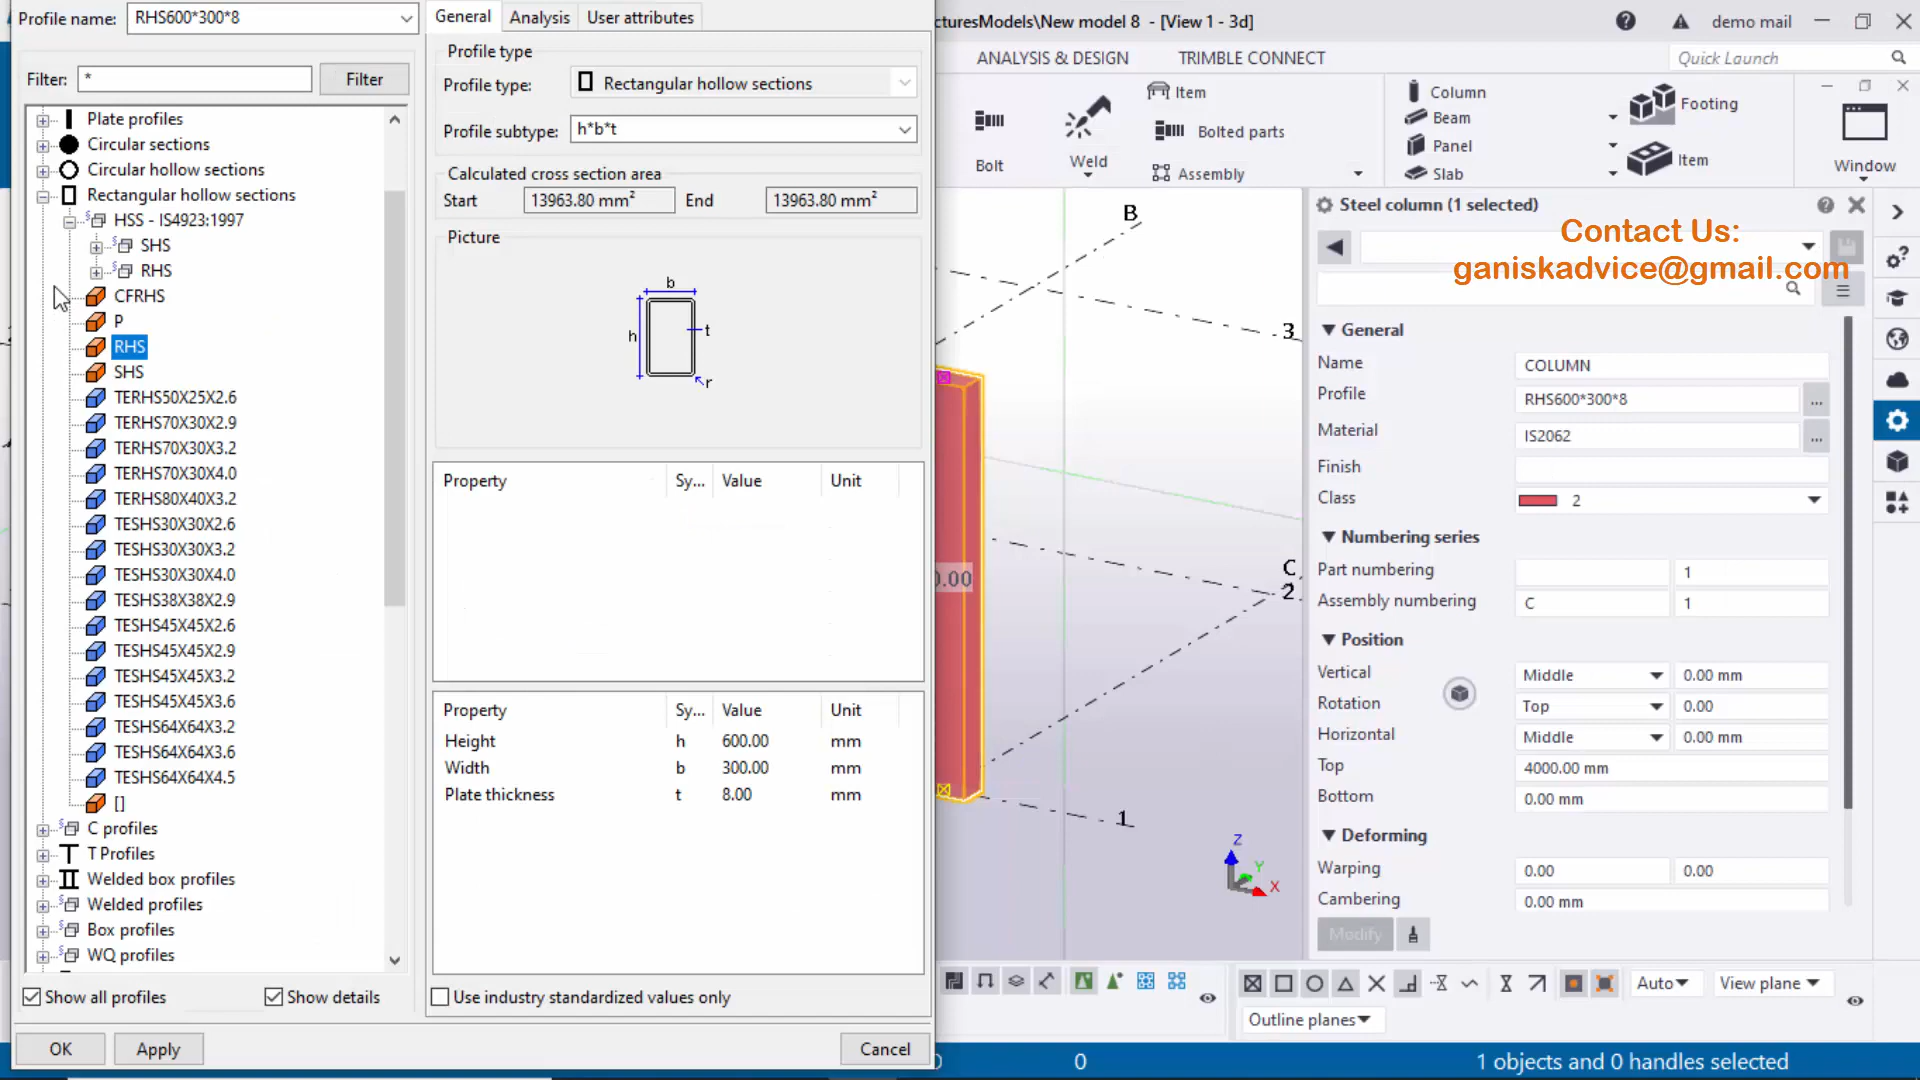 Profile name: RHS600*300*8
General Analysis User attributes
cturesModels\New model 8 - [View 1 - 3d]
demo mail
Profile type
ANALYSIS & DESIGN TRIMBLE CONNECT
Quick Launch
Filter: * Filter
Profile type: Rectangular hollow sections
Profile subtype: h*b*t
Calculated cross section area
Start 13963.80 mm² End 13963.80 mm²
Picture
b
h
t
r
Property Sy... Value Unit
Property Sy... Value Unit
Height h 600.00 mm
Width b 300.00 mm
Plate thickness t 8.00 mm
Use industry standardized values only
Plate profiles
Circular sections
Circular hollow sections
Rectangular hollow sections
HSS - IS4923:1997
SHS
RHS
CFRHS
P
RHS
SHS
TERHS50X25X2.6
TERHS70X30X2.9
TERHS70X30X3.2
TERHS70X30X4.0
TERHS80X40X3.2
TESHS30X30X2.6
TESHS30X30X3.2
TESHS30X30X4.0
TESHS38X38X2.9
TESHS45X45X2.6
TESHS45X45X2.9
TESHS45X45X3.2
TESHS45X45X3.6
TESHS64X64X3.2
TESHS64X64X3.6
TESHS64X64X4.5
[]
C profiles
T Profiles
Welded box profiles
Welded profiles
Box profiles
WQ profiles
Show all profiles Show details
OK Apply Cancel
Bolt
Weld
Item
Bolted parts
Assembly
Column
Beam
Panel
Slab
Footing
Item
Window
B
3
C
2
1
0.00
Z
Y
X
Steel column (1 selected)
Contact Us:
ganiskadvice@gmail.com
General
Name COLUMN
Profile RHS600*300*8 ...
Material IS2062 ...
Finish
Class 2
Numbering series
Part numbering 1
Assembly numbering C 1
Position
Vertical Middle 0.00 mm
Rotation Top 0.00
Horizontal Middle 0.00 mm
Top 4000.00 mm
Bottom 0.00 mm
Deforming
Warping 0.00 0.00
Cambering 0.00 mm
Modify
Auto View plane
Outline planes
0 1 objects and 0 handles selected